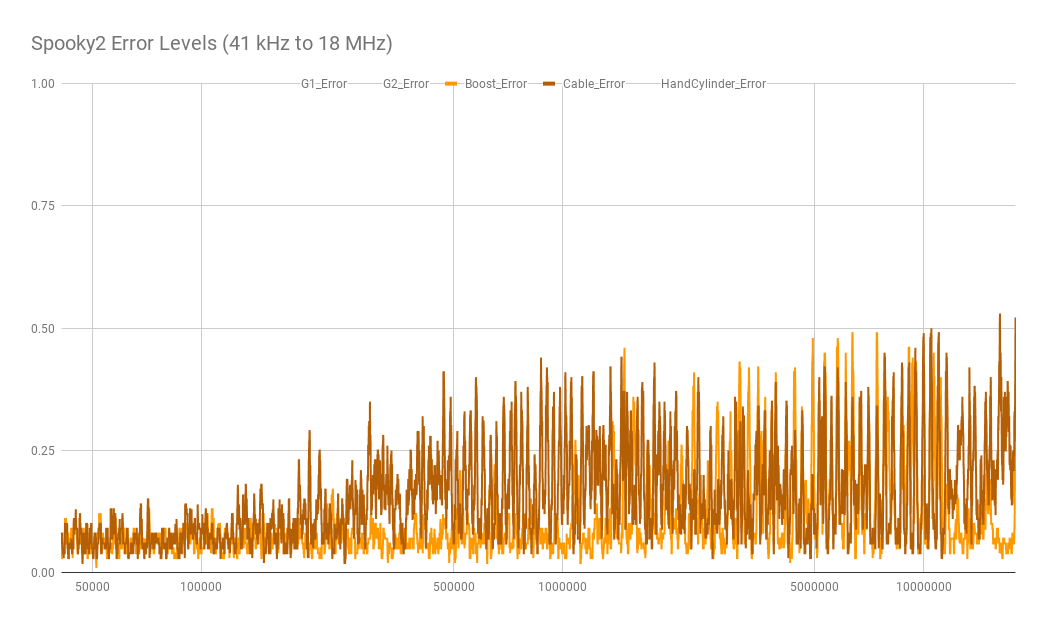 Spooky2 Error Levels (41 kHz to 18 MHz)
1.00
G1_Error G2_Error Boost_Error Cable_Error HandCylinder_Error
0.75
0.50
0.25
0.00
50000 100000 500000 1000000 5000000 10000000